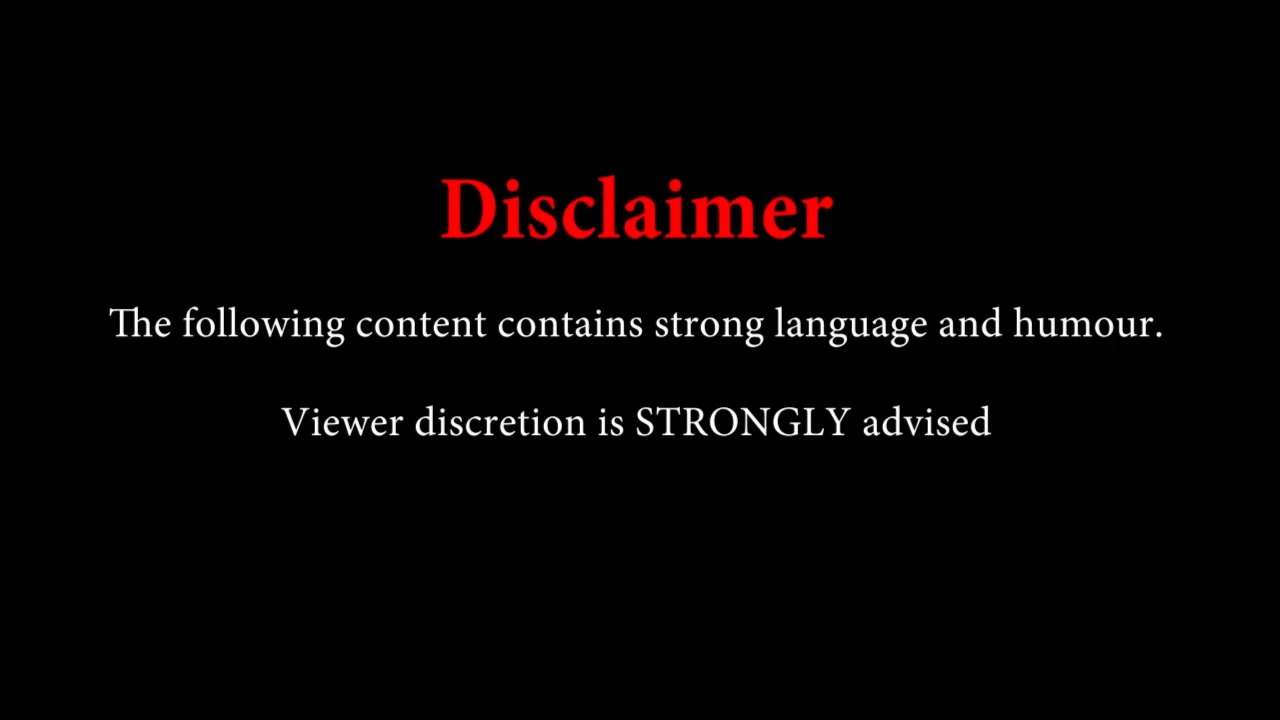 Disclaimer
The following content contains strong language and humour.
Viewer discretion is STRONGLY advised